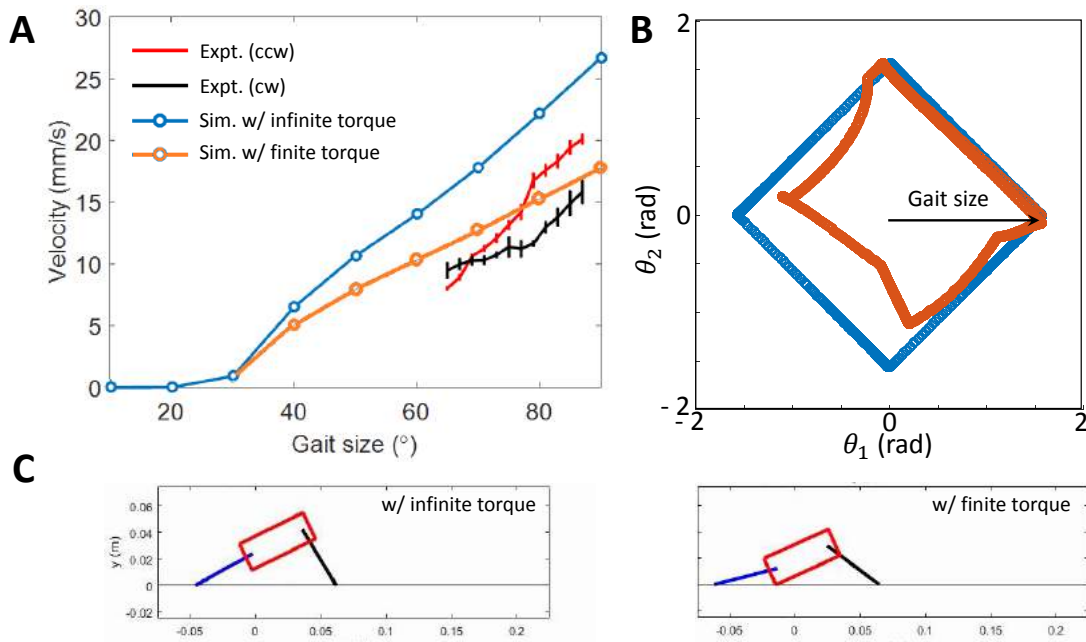 A
30
25
20
15
10
5
0
Velocity (mm/s)
Expt. (ccw)
Expt. (cw)
Sim. w/ infinite torque
Sim. w/ finite torque
20
40
60
80
Gait size (°)
B
2
0
- 2
θ₂ (rad)
Gait size
- 2
0
2
θ₁ (rad)
C
w/ infinite torque
0.06
0.04
0.02
0
-0.02
y (m)
-0.05
0
0.05
0.1
0.15
0.2
w/ finite torque
-0.05
0
0.05
0.1
0.15
0.2